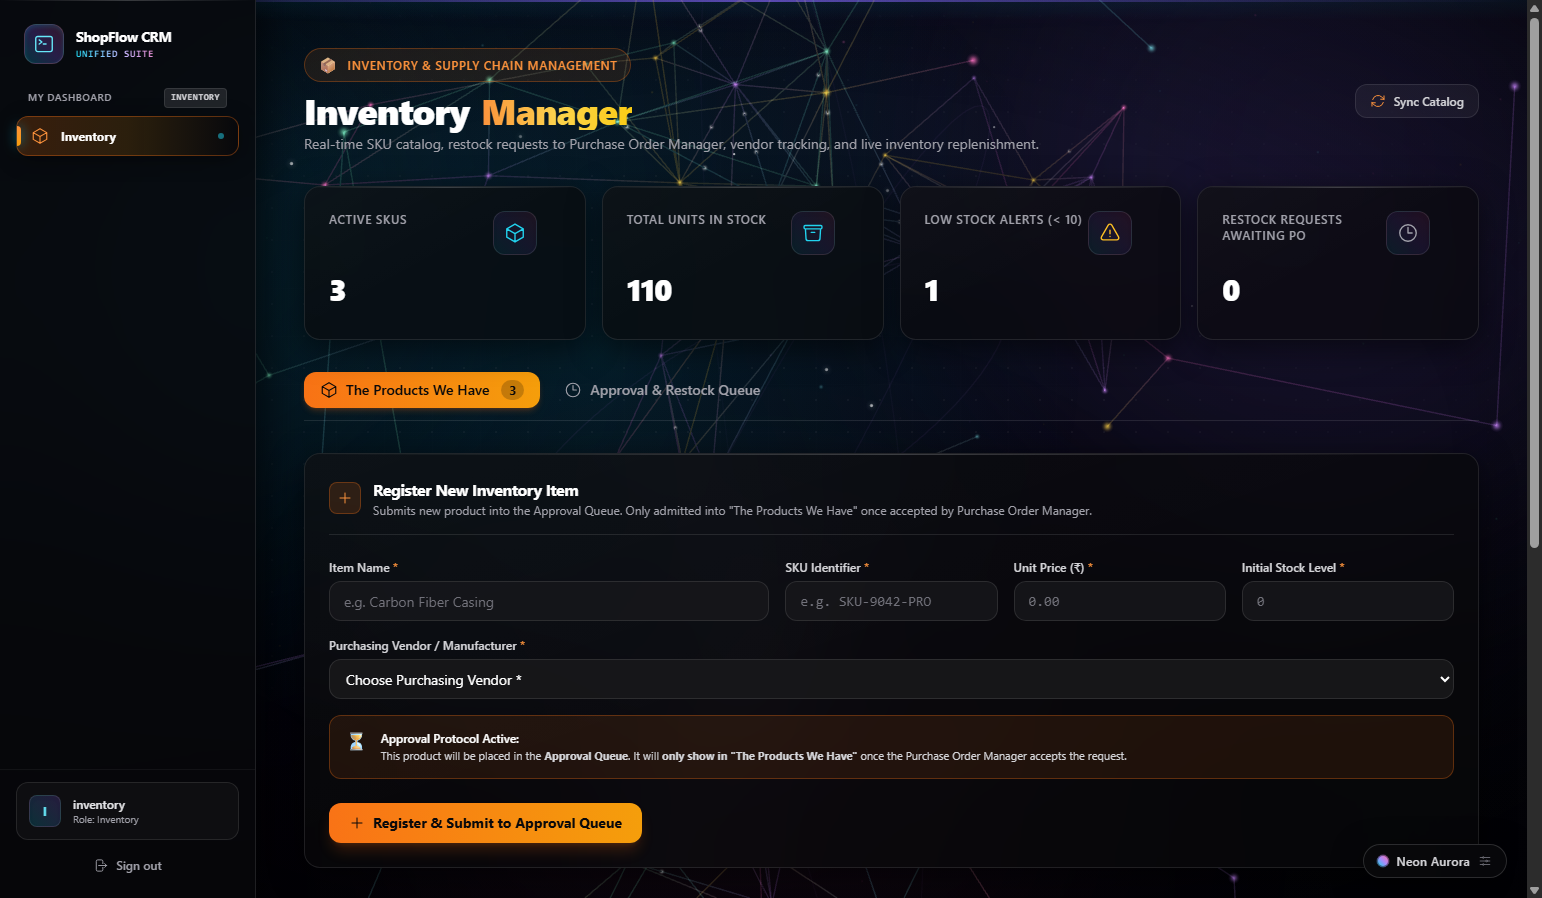 ShopFlow CRM
UNIFIED SUITE
MY DASHBOARD
INVENTORY
Inventory
inventory
I
Role: Inventory
Sign out
INVENTORY & SUPPLY CHAIN MANAGEMENT
Inventory Manager
Real-time SKU catalog, restock requests to Purchase Order Manager, vendor tracking, and live inventory replenishment.
Sync Catalog
ACTIVE SKUS
3
TOTAL UNITS IN STOCK
110
LOW STOCK ALERTS (< 10)
1
RESTOCK REQUESTS
AWAITING PO
0
The Products We Have 3
Approval & Restock Queue
Register New Inventory Item
Submits new product into the Approval Queue. Only admitted into "The Products We Have" once accepted by Purchase Order Manager.
Item Name *
e.g. Carbon Fiber Casing
SKU Identifier *
e.g. SKU-9042-PRO
Unit Price (₹) *
0.00
Initial Stock Level *
0
Purchasing Vendor / Manufacturer *
Choose Purchasing Vendor *
Approval Protocol Active:
This product will be placed in the Approval Queue. It will only show in "The Products We Have" once the Purchase Order Manager accepts the request.
Register & Submit to Approval Queue
Neon Aurora